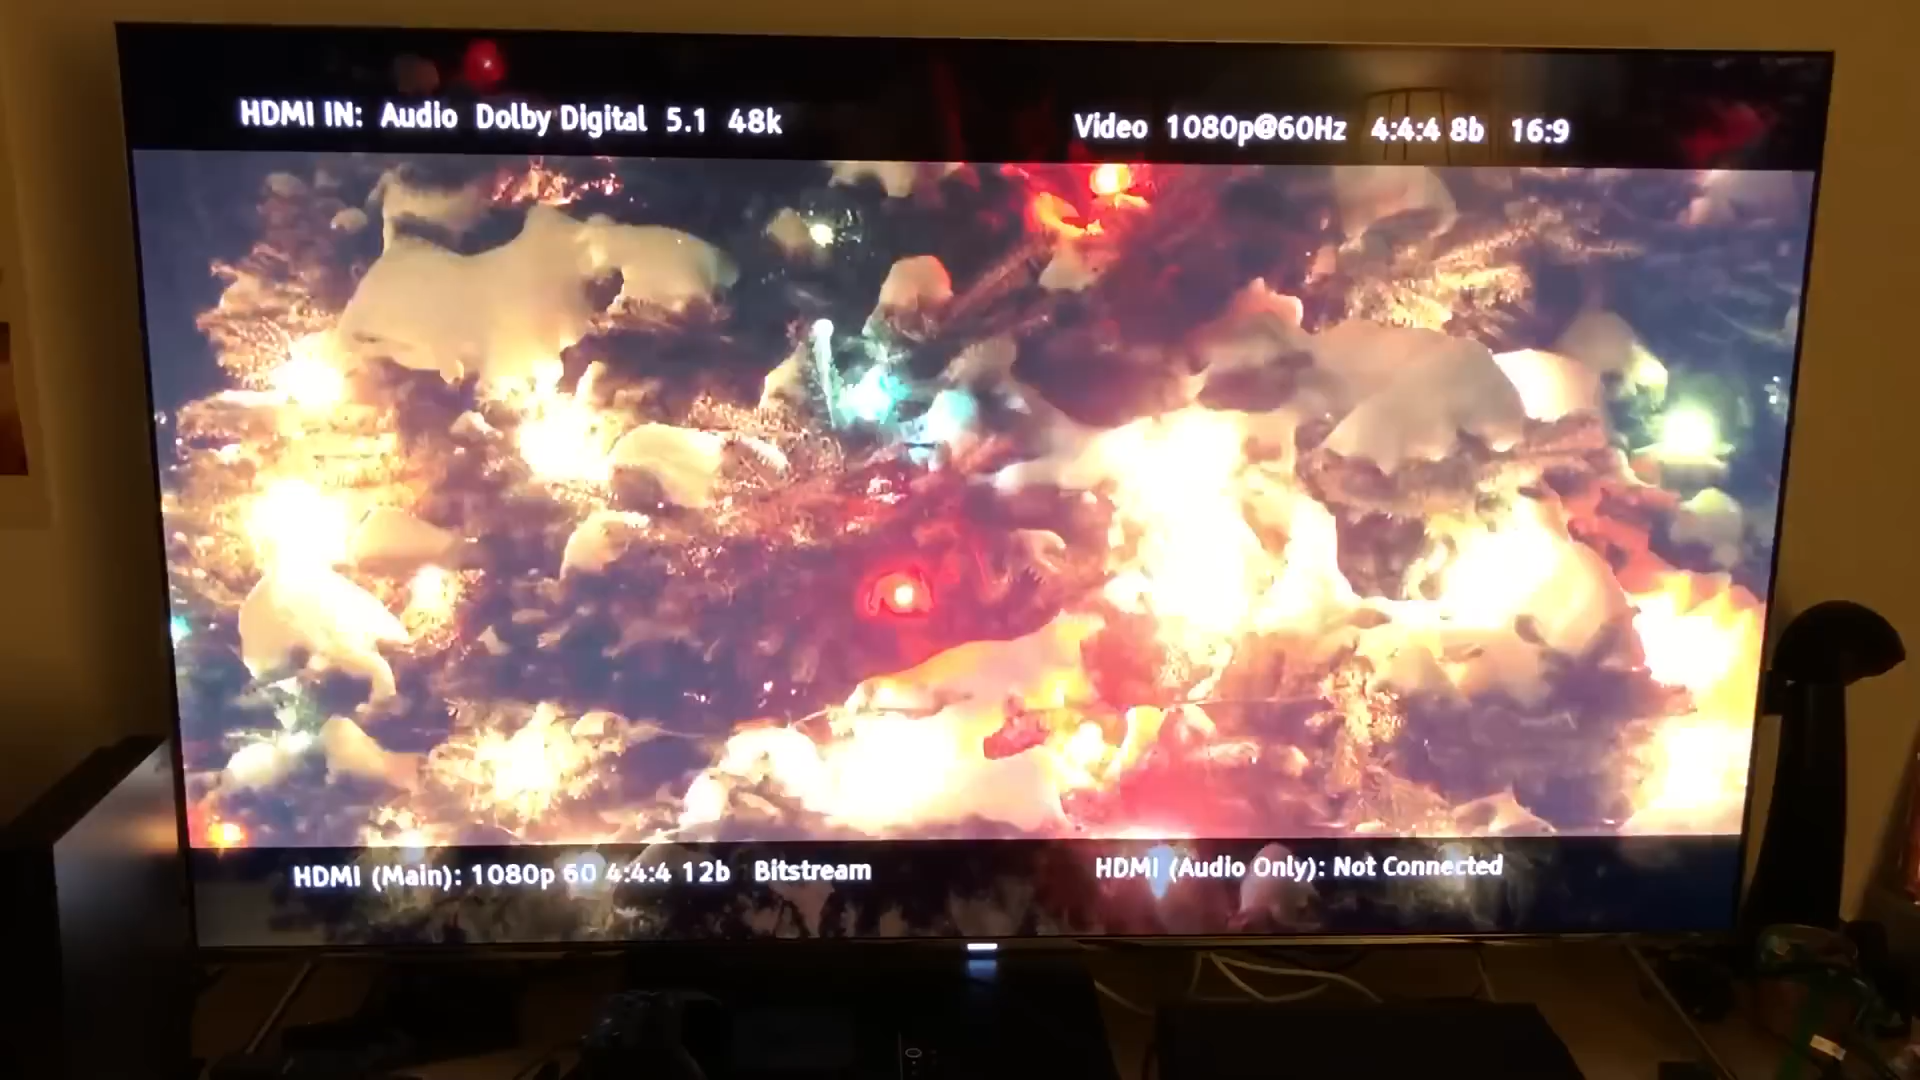 HDMI IN: Audio Dolby Digital 5.1 48k
Video 1080p@60Hz 4:4:4 8b 16:9
HDMI (Main): 1080p 60 4:4:4 12b Bitstream
HDMI (Audio Only): Not Connected